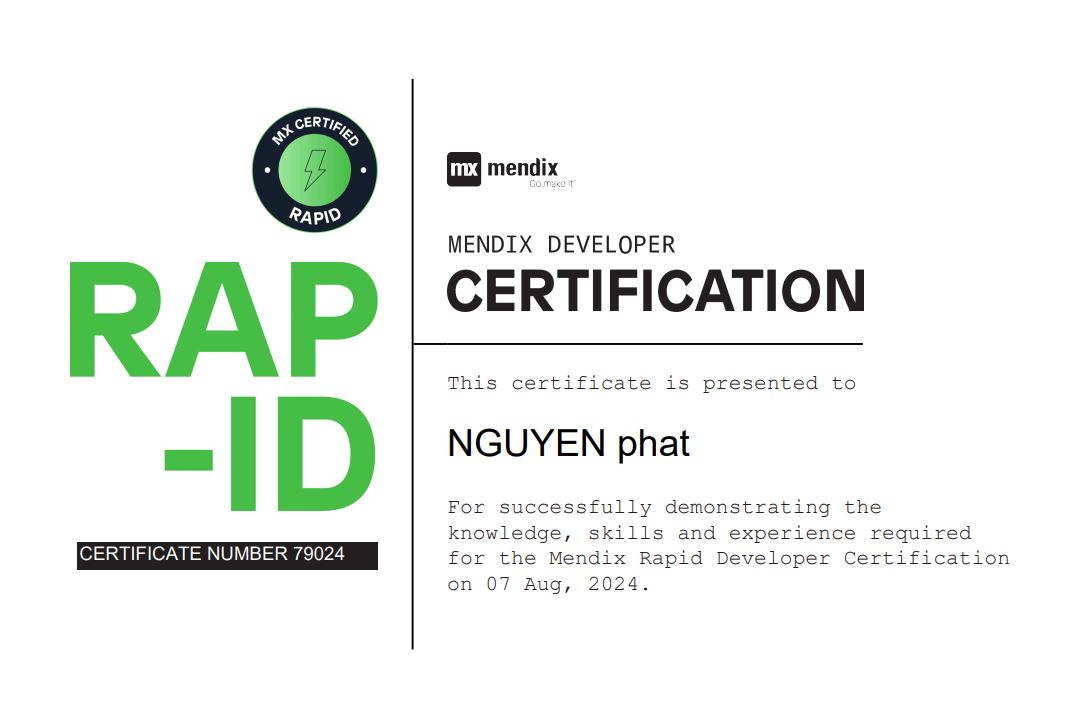 MX CERTIFIED
RAPID
RAP
-ID
CERTIFICATE NUMBER 79024
mx mendix
Go make it
MENDIX DEVELOPER
CERTIFICATION
This certificate is presented to
NGUYEN phat
For successfully demonstrating the
knowledge, skills and experience required
for the Mendix Rapid Developer Certification
on 07 Aug, 2024.